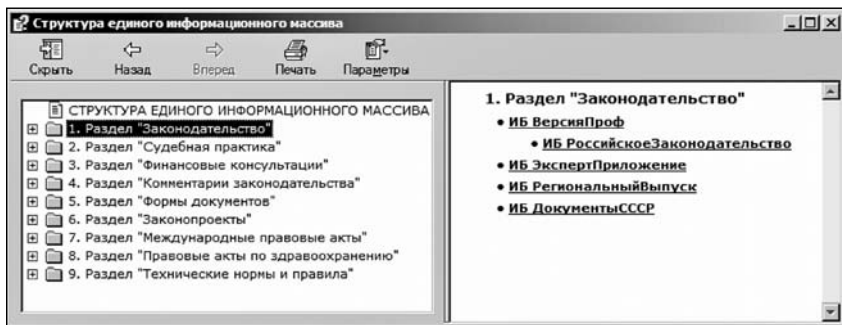 Структура единого информационного массива
Скрыть Назад Вперед Печать Параметры
СТРУКТУРА ЕДИНОГО ИНФОРМАЦИОННОГО МАССИВА
1. Раздел "Законодательство"
2. Раздел "Судебная практика"
3. Раздел "Финансовые консультации"
4. Раздел "Комментарии законодательства"
5. Раздел "Формы документов"
6. Раздел "Законопроекты"
7. Раздел "Международные правовые акты"
8. Раздел "Правовые акты по здравоохранению"
9. Раздел "Технические нормы и правила"
1. Раздел "Законодательство"
• ИБ ВерсияПроф
• ИБ РоссийскоеЗаконодательство
• ИБ ЭкспертПриложение
• ИБ РегиональныйВыпуск
• ИБ ДокументыСССР